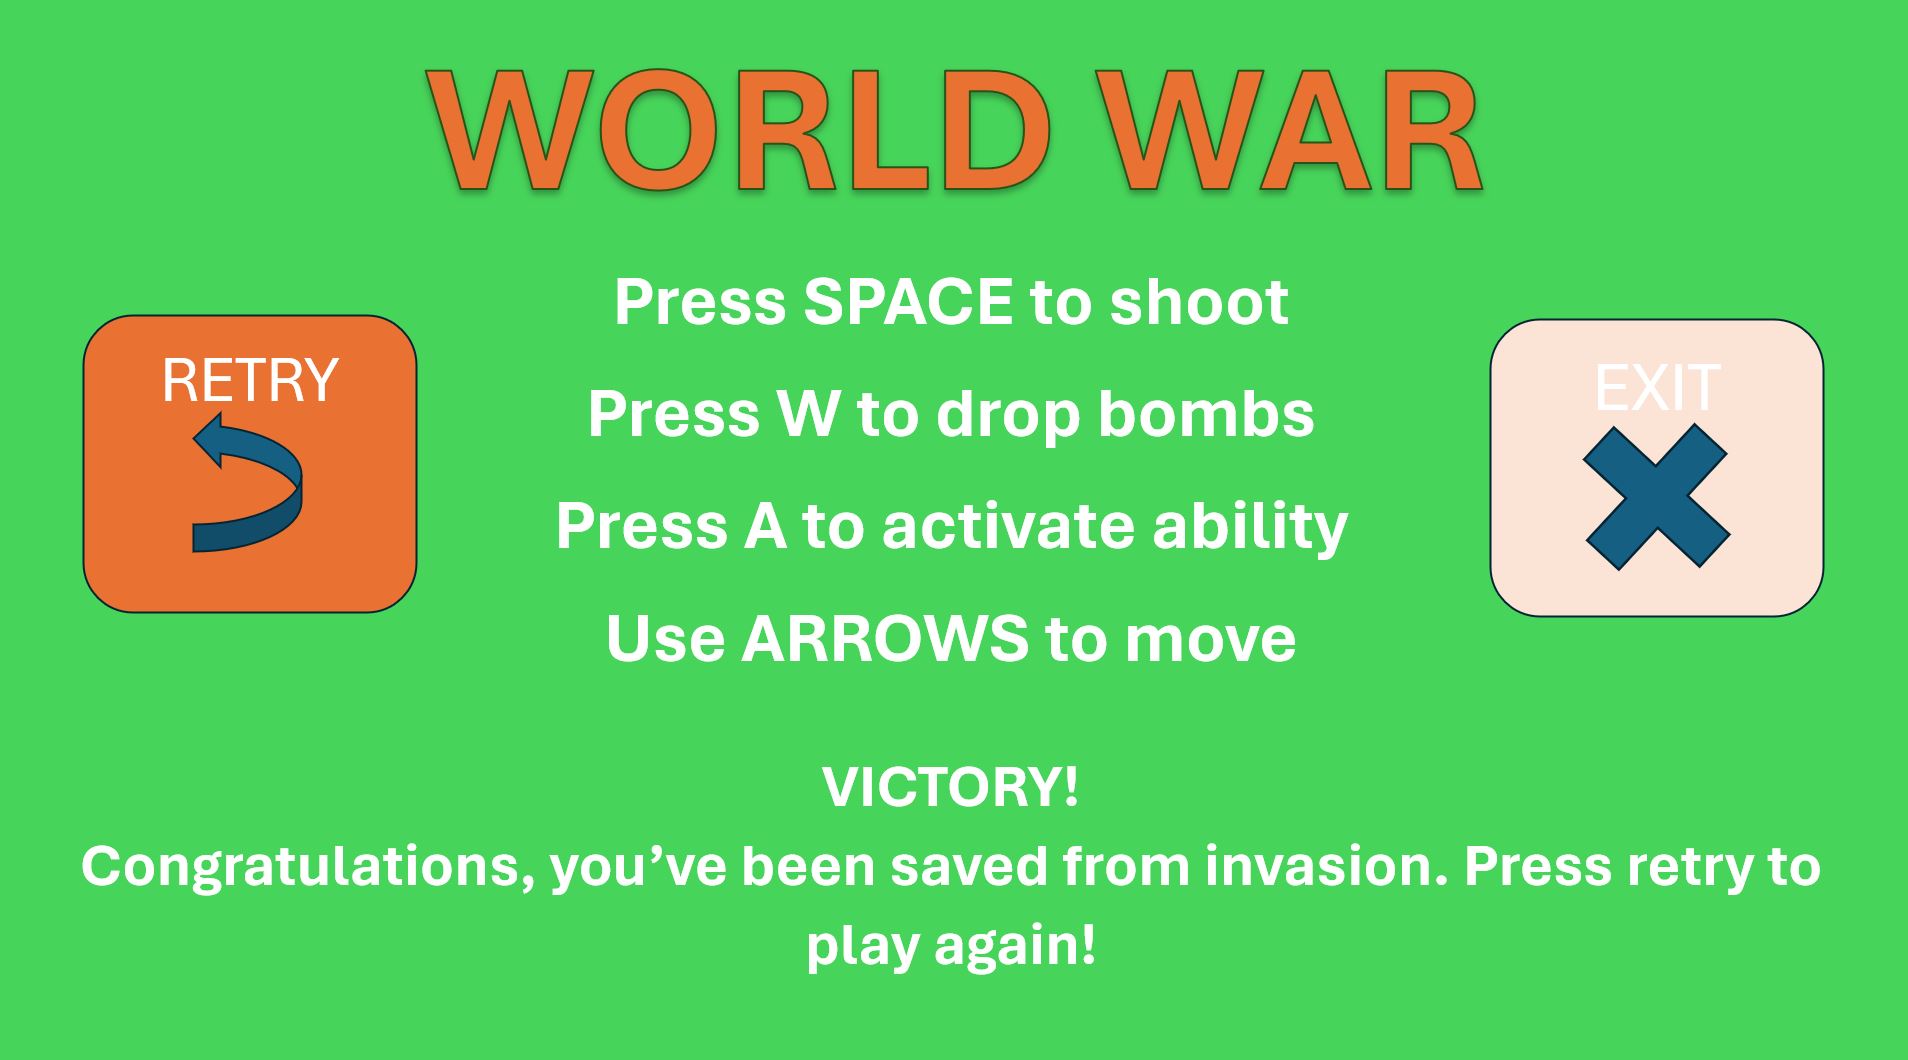 WORLD WAR
Press SPACE to shoot
RETRY
EXIT
Press W to drop bombs
Press A to activate ability
Use ARROWS to move
VICTORY!
Congratulations, you’ve been saved from invasion. Press retry to
play again!